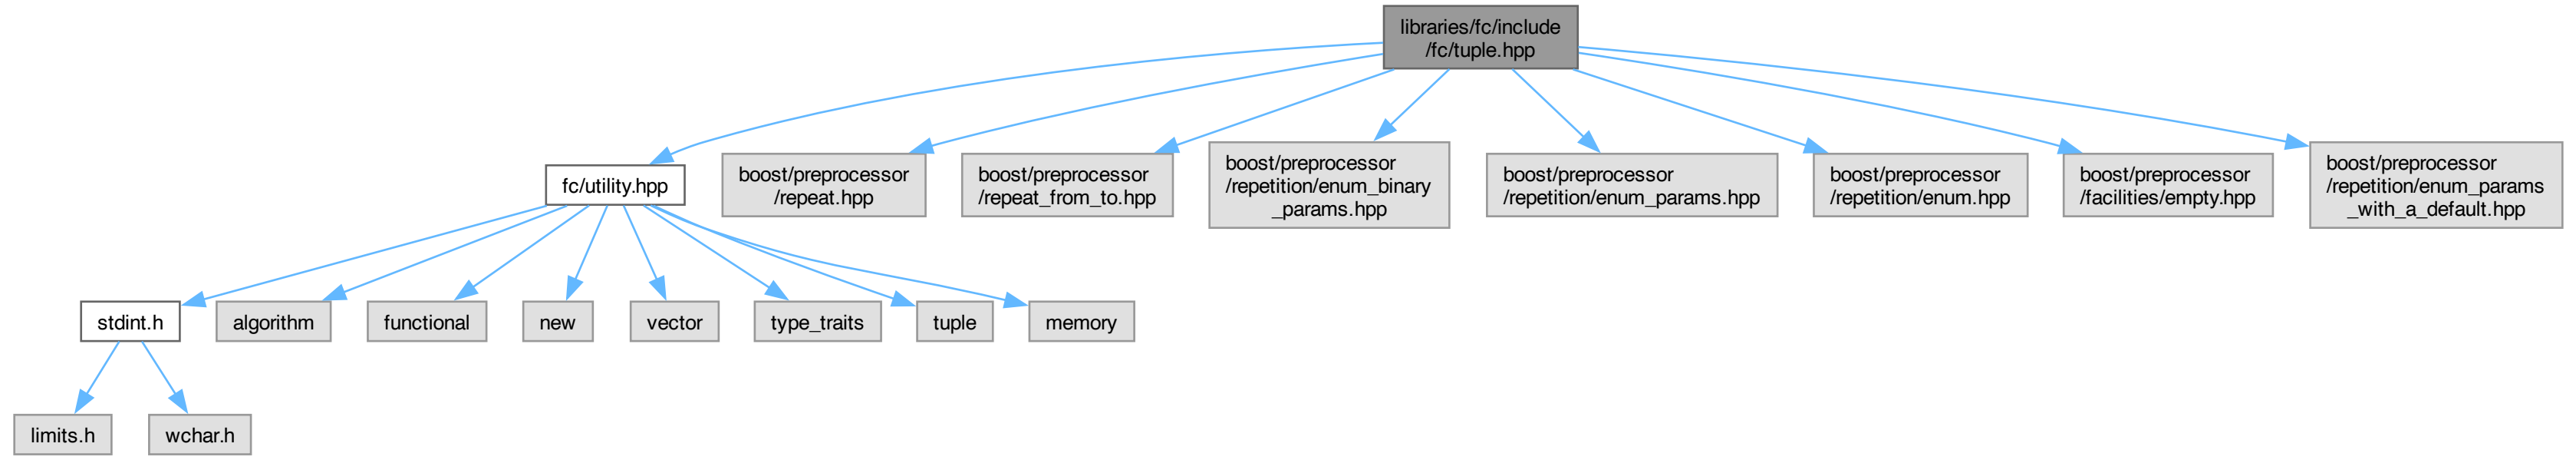 libraries/fc/include
/fc/tuple.hpp
fc/utility.hpp
boost/preprocessor
/repeat.hpp
boost/preprocessor
/repeat_from_to.hpp
boost/preprocessor
/repetition/enum_binary
_params.hpp
boost/preprocessor
/repetition/enum_params.hpp
boost/preprocessor
/repetition/enum.hpp
boost/preprocessor
/facilities/empty.hpp
boost/preprocessor
/repetition/enum_params
_with_a_default.hpp
stdint.h
algorithm
functional
new
vector
type_traits
tuple
memory
limits.h
wchar.h